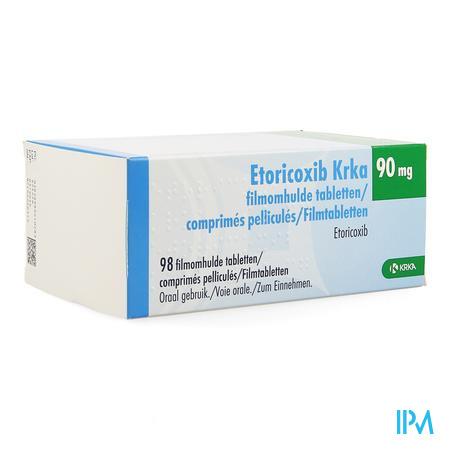 Etoricoxib Krka 90 mg
filmomhulde tabletten/
comprimés pelliculés/Filmtabletten
Etoricoxib
98 filmomhulde tabletten/
comprimés pelliculés/Filmtabletten
Oraal gebruik./Voie orale./Zum Einnehmen.
KRKA
IPM